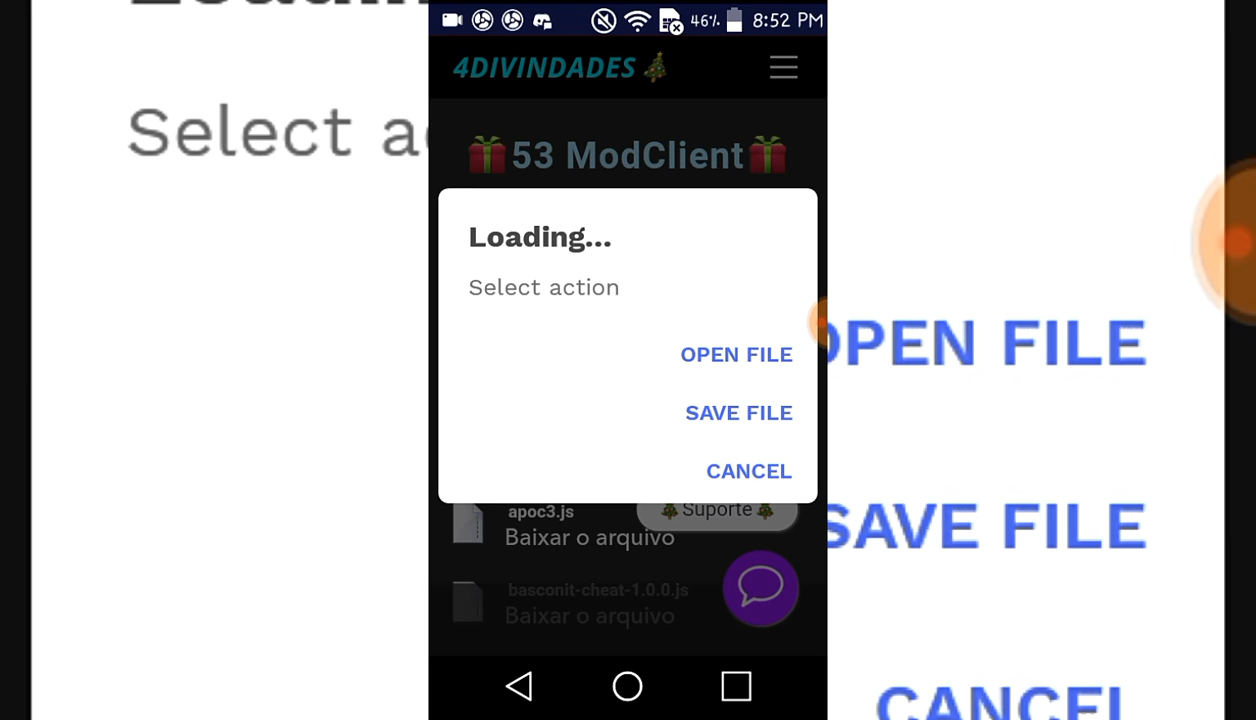 Select a
46% 8:52 PM
4DIVINDADES🎄
🎁53 ModClient🎁
Loading...
Select action
OPEN FILE
SAVE FILE
CANCEL
apoc3.js
🎄Suporte🎄
Baixar o arquivo
basconit-cheat-1.0.0.js
Baixar o arquivo
OPEN FILE
SAVE FILE
CANCEL